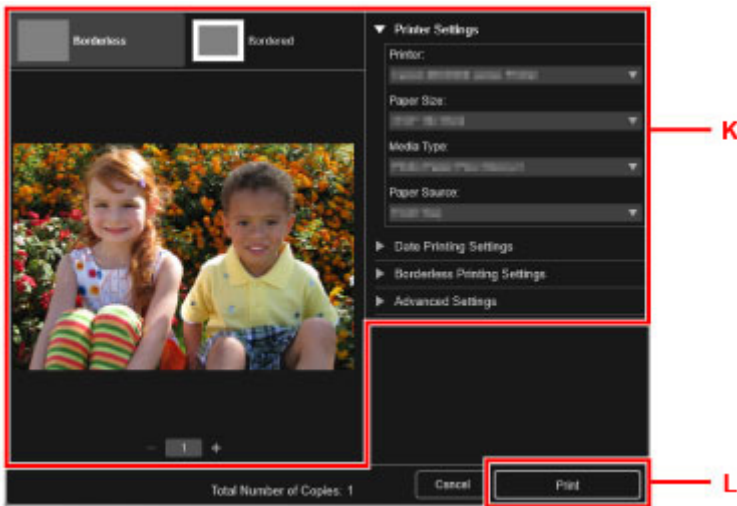 Borderless
Bordered
Printer Settings
Printer:
Paper Size:
Media Type:
Paper Source:
Date Printing Settings
Borderless Printing Settings
Advanced Settings
K
1
Total Number of Copies: 1
Cancel
Print
L